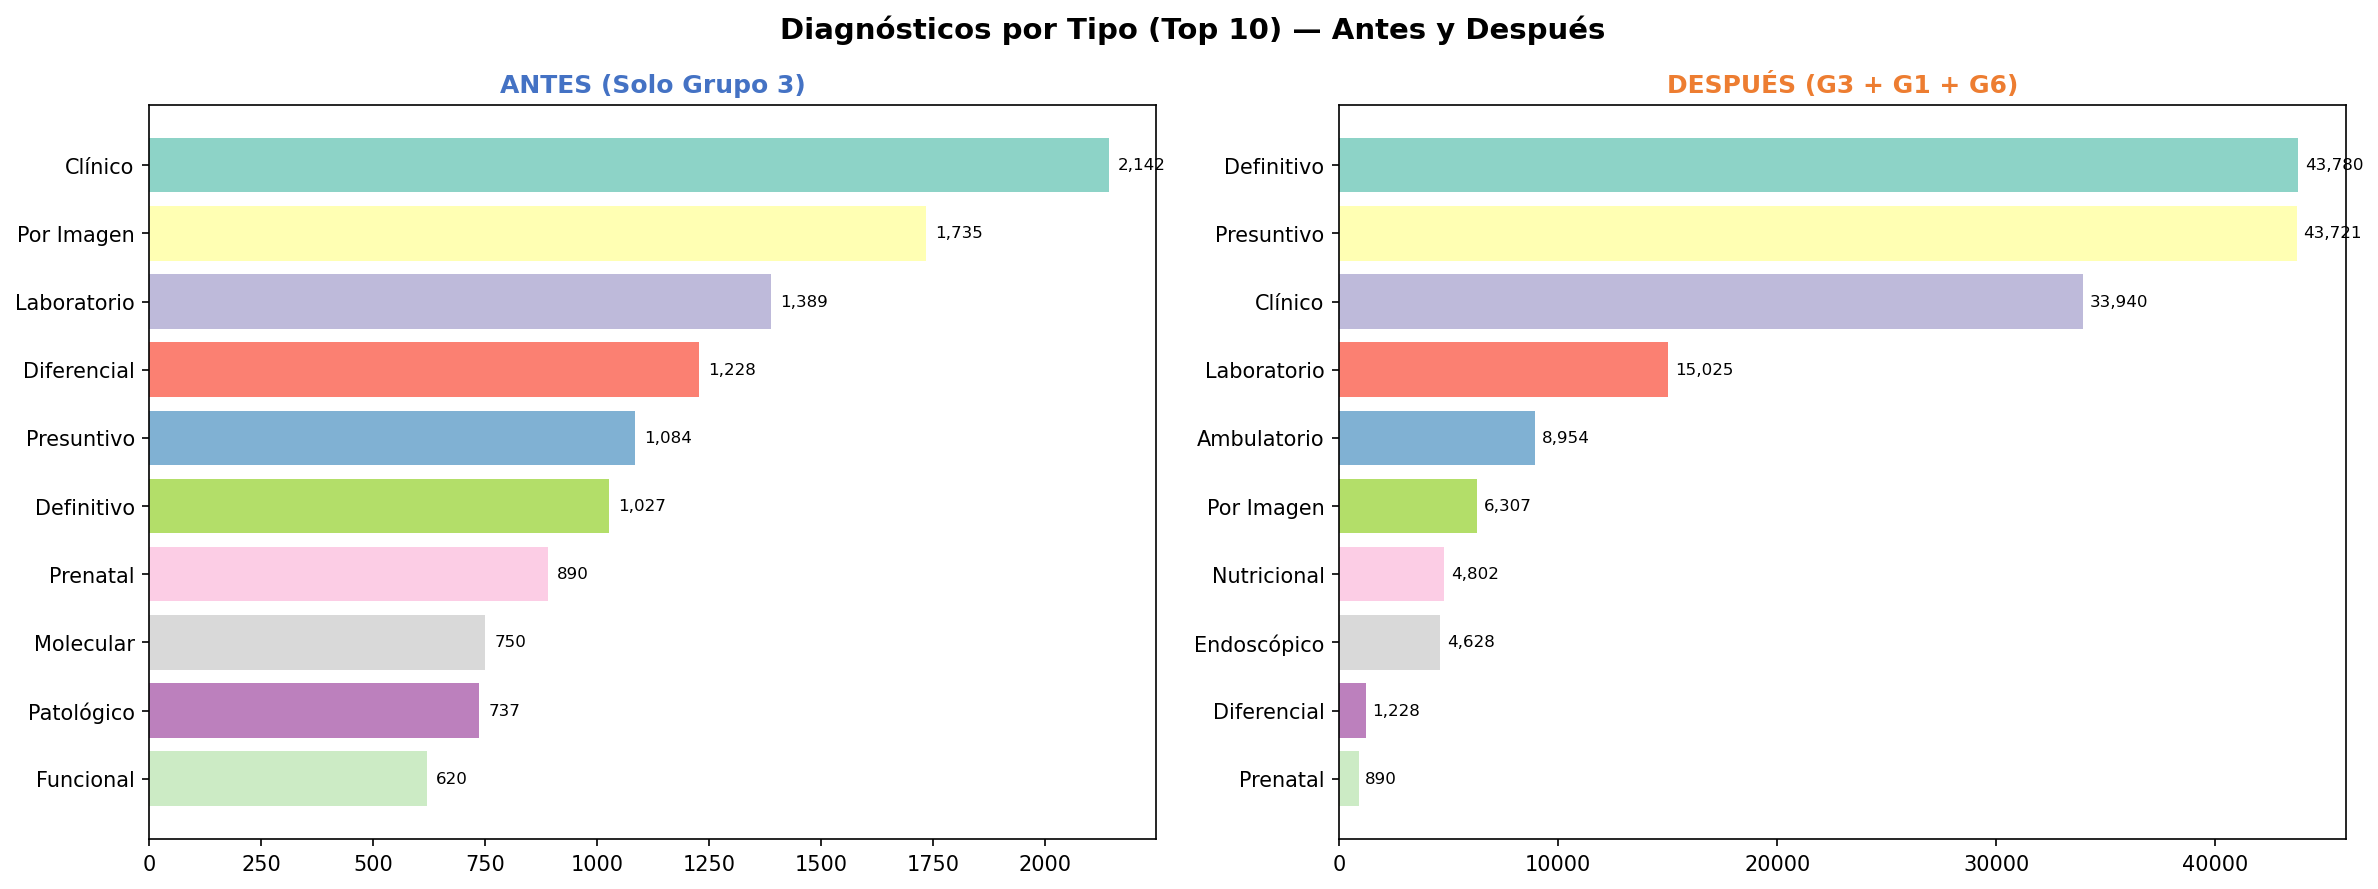 Diagnósticos por Tipo (Top 10) — Antes y Después
ANTES (Solo Grupo 3)
Clínico 2,142
Por Imagen 1,735
Laboratorio 1,389
Diferencial 1,228
Presuntivo 1,084
Definitivo 1,027
Prenatal 890
Molecular 750
Patológico 737
Funcional 620
0 250 500 750 1000 1250 1500 1750 2000
DESPUÉS (G3 + G1 + G6)
Definitivo 43,780
Presuntivo 43,721
Clínico 33,940
Laboratorio 15,025
Ambulatorio 8,954
Por Imagen 6,307
Nutricional 4,802
Endoscópico 4,628
Diferencial 1,228
Prenatal 890
0 10000 20000 30000 40000